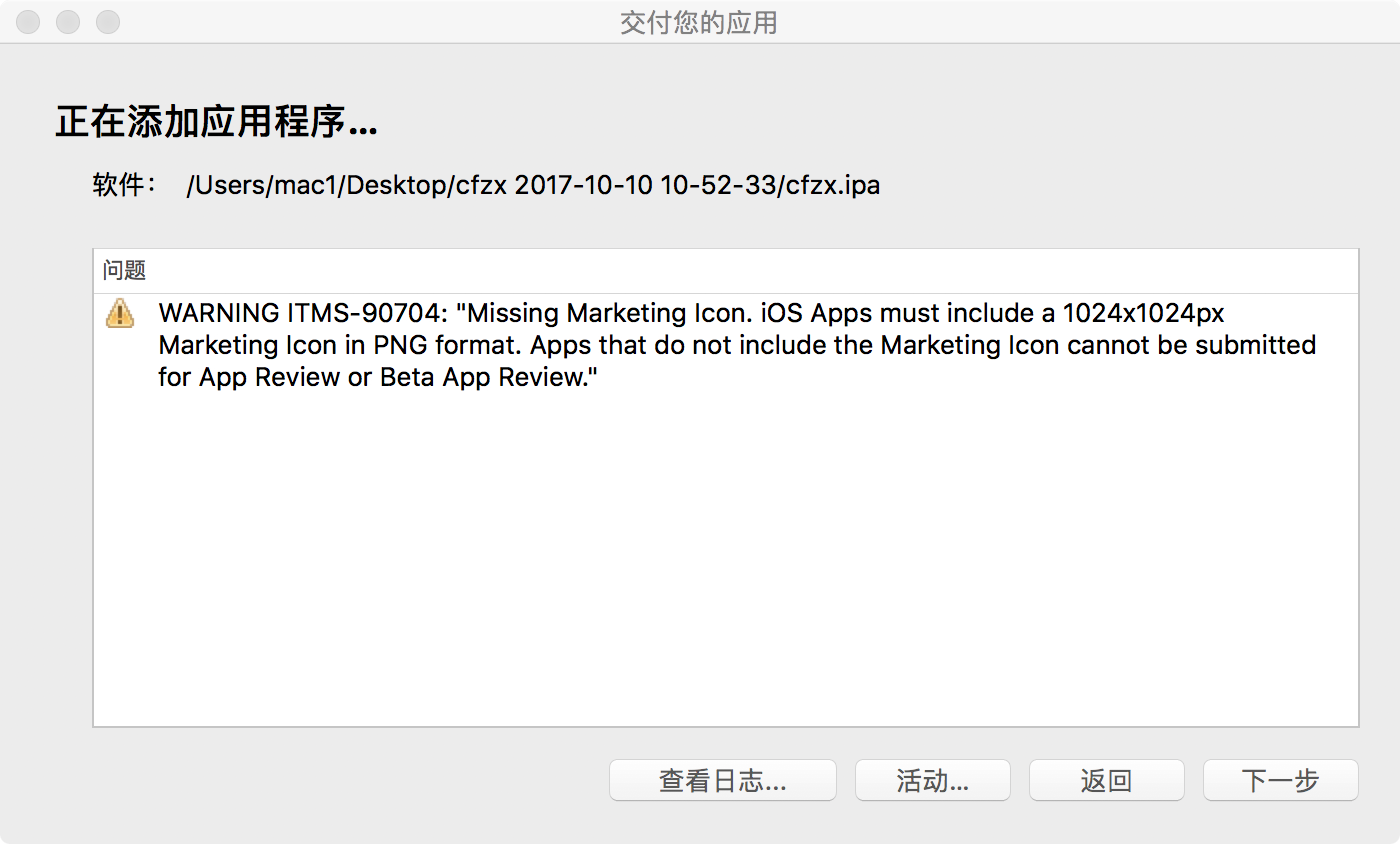 交付您的应用
正在添加应用程序...
软件： /Users/mac1/Desktop/cfzx 2017-10-10 10-52-33/cfzx.ipa
问题
WARNING ITMS-90704: "Missing Marketing Icon. iOS Apps must include a 1024x1024px
Marketing Icon in PNG format. Apps that do not include the Marketing Icon cannot be submitted
for App Review or Beta App Review."
查看日志... 活动... 返回 下一步